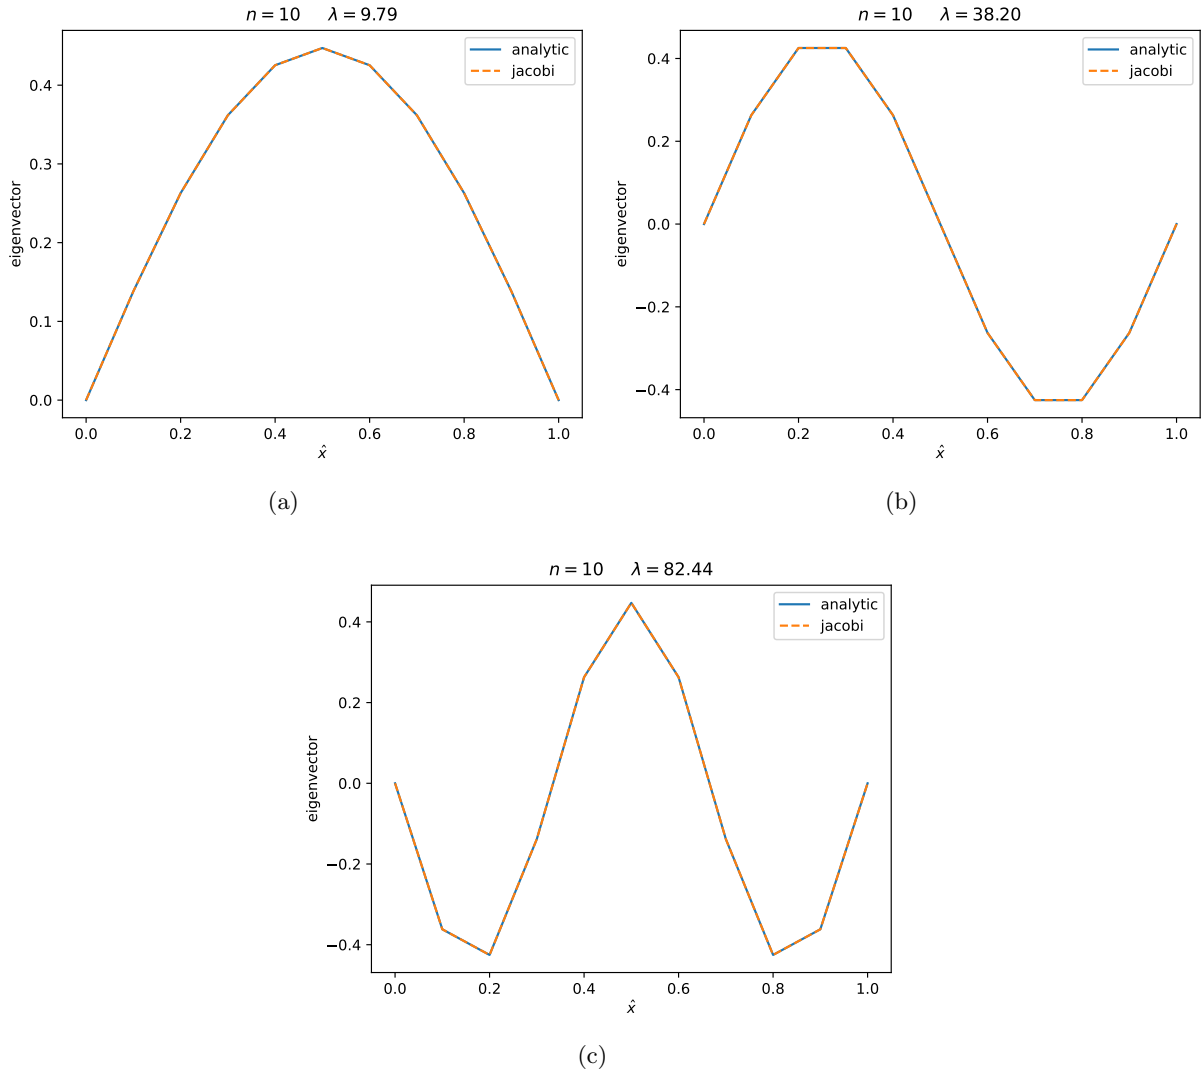 n = 10 λ = 9.79
analytic
jacobi
eigenvector
0.4
0.3
0.2
0.1
0.0
0.0 0.2 0.4 0.6 0.8 1.0
x̂
(a)
n = 10 λ = 38.20
analytic
jacobi
eigenvector
0.4
0.2
0.0
−0.2
−0.4
0.0 0.2 0.4 0.6 0.8 1.0
x̂
(b)
n = 10 λ = 82.44
analytic
jacobi
eigenvector
0.4
0.2
0.0
−0.2
−0.4
0.0 0.2 0.4 0.6 0.8 1.0
x̂
(c)